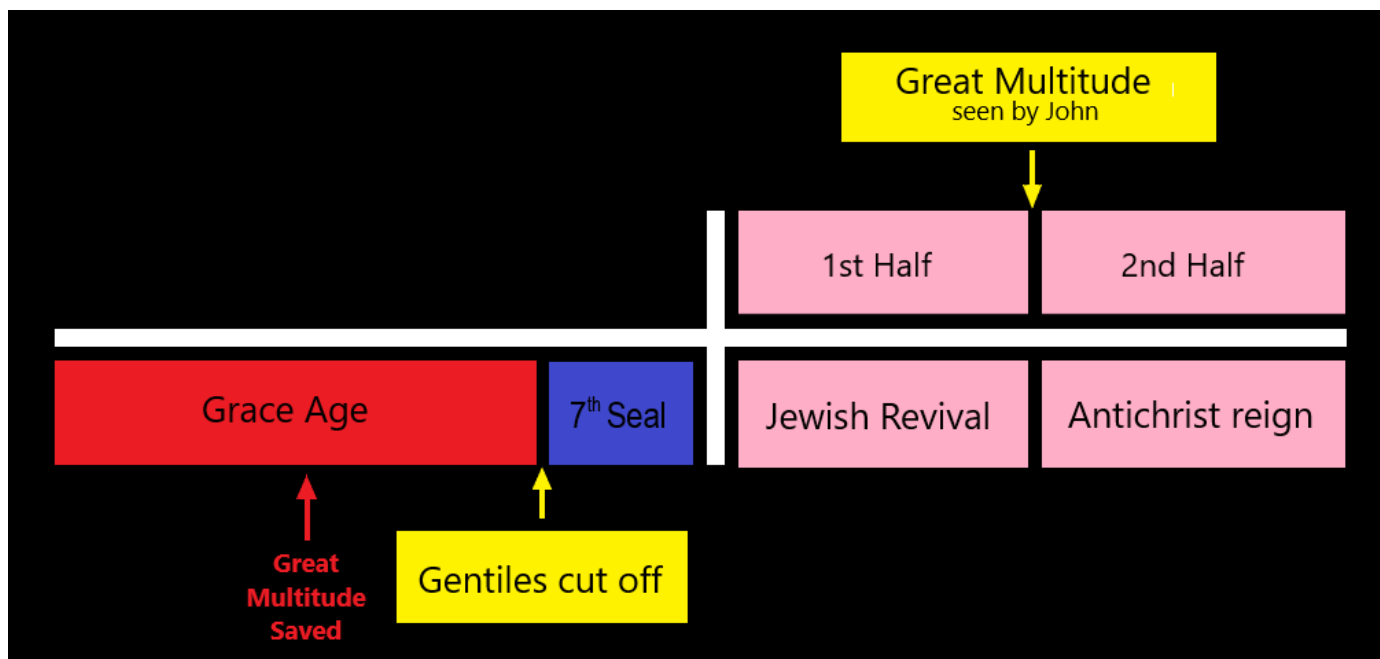 Great Multitude
seen by John
1st Half
2nd Half
Grace Age
7th Seal
Jewish Revival
Antichrist reign
Great
Multitude
Saved
Gentiles cut off